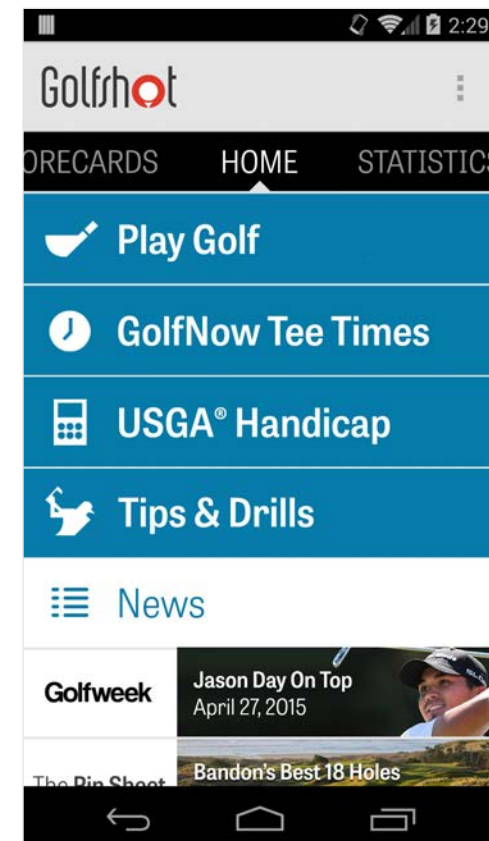 2:29
Golfshot
ORECARDS HOME STATISTICS
Play Golf
GolfNow Tee Times
USGA® Handicap
Tips & Drills
News
Golfweek
Jason Day On Top
April 27, 2015
The Pin Sheet
Bandon's Best 18 Holes